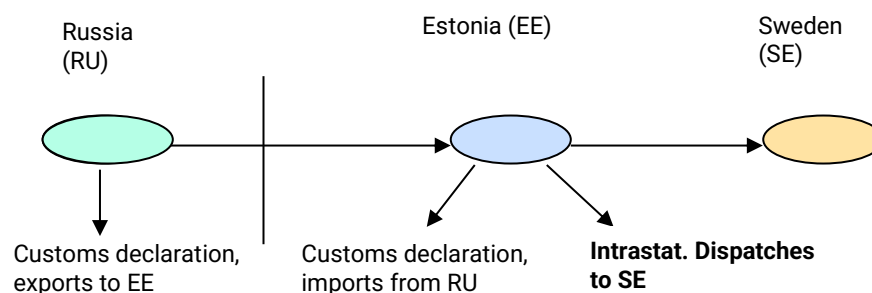 Russia
(RU)
Estonia (EE)
Sweden
(SE)
Customs declaration,
exports to EE
Customs declaration,
imports from RU
Intrastat. Dispatches
to SE